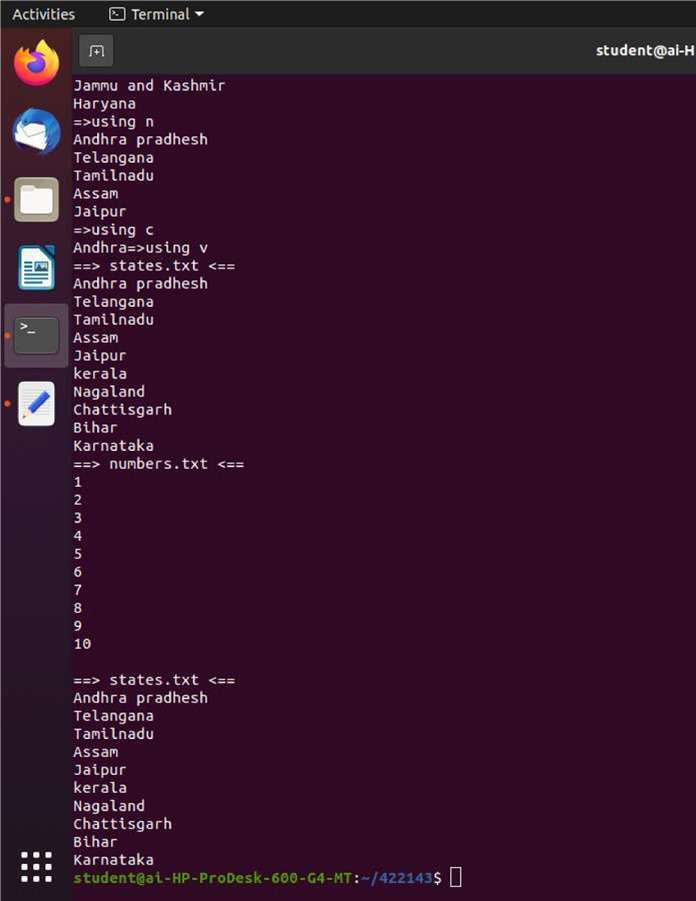 Activities
Terminal
student@ai-H
Jammu and Kashmir
Haryana
=>using n
Andhra pradhesh
Telangana
Tamilnadu
Assam
Jaipur
=>using c
Andhra=>using v
==> states.txt <==
Andhra pradhesh
Telangana
Tamilnadu
Assam
Jaipur
kerala
Nagaland
Chattisgarh
Bihar
Karnataka
==> numbers.txt <==
1
2
3
4
5
6
7
8
9
10
==> states.txt <==
Andhra pradhesh
Telangana
Tamilnadu
Assam
Jaipur
kerala
Nagaland
Chattisgarh
Bihar
Karnataka
student@ai-HP-ProDesk-600-G4-MT:~/422143$